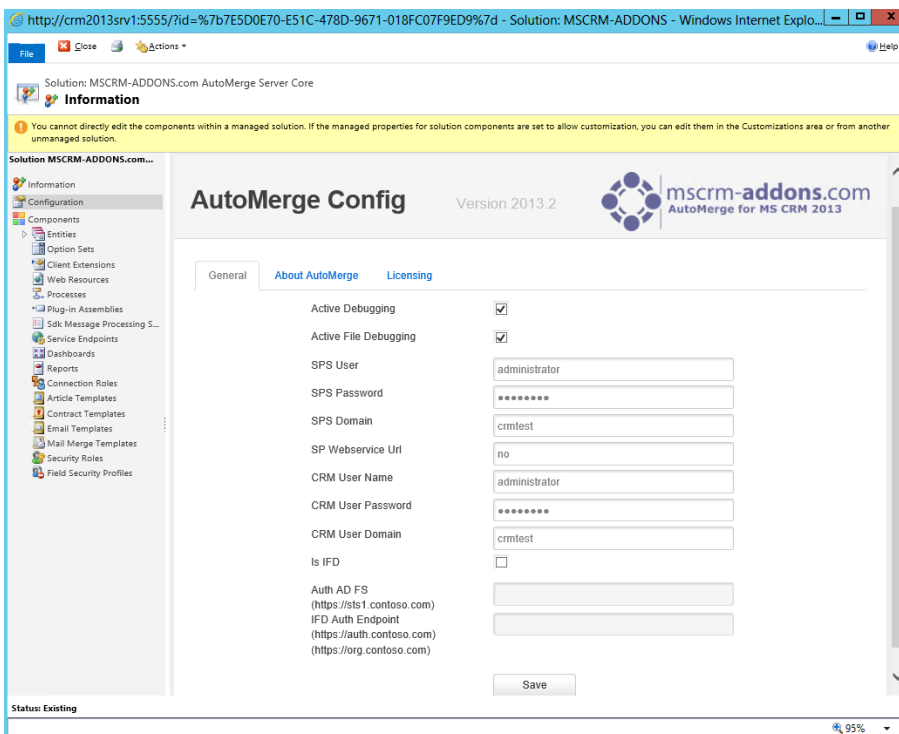 http://crm2013srv1:5555/?id=%7b7E5D0E70-E51C-478D-9671-018FC07F9ED9%7d - Solution: MSCRM-ADDONS - Windows Internet Explo...
File
Close
Actions
Help
Solution: MSCRM-ADDONS.com AutoMerge Server Core
Information
You cannot directly edit the components within a managed solution. If the managed properties for solution components are set to allow customization, you can edit them in the Customizations area or from another
unmanaged solution.
Solution MSCRM-ADDONS.com...
Information
Configuration
Components
Entities
Option Sets
Client Extensions
Web Resources
Processes
Plug-in Assemblies
Sdk Message Processing S...
Service Endpoints
Dashboards
Reports
Connection Roles
Article Templates
Contract Templates
Email Templates
Mail Merge Templates
Security Roles
Field Security Profiles
AutoMerge Config
Version 2013.2
mscrm-addons.com
AutoMerge for MS CRM 2013
General About AutoMerge Licensing
Active Debugging
Active File Debugging
SPS User administrator
SPS Password ••••••••
SPS Domain crmtest
SP Webservice Url no
CRM User Name administrator
CRM User Password ••••••••
CRM User Domain crmtest
Is IFD
Auth AD FS
(https://sts1.contoso.com)
IFD Auth Endpoint
(https://auth.contoso.com)
(https://org.contoso.com)
Save
Status: Existing
95%